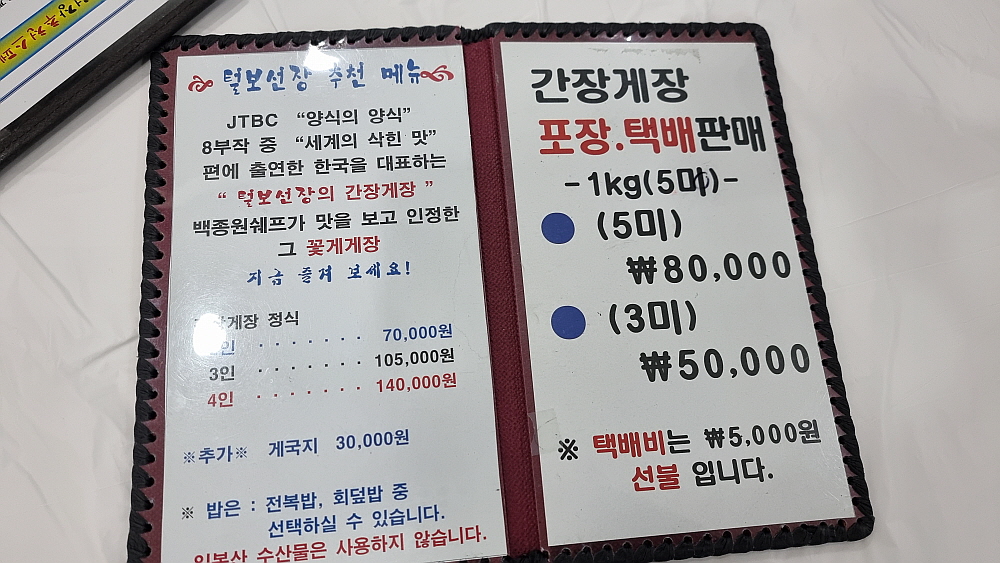 털보선장 추천 메뉴
JTBC “양식의 양식”
8부작 중 “세계의 삭힌 맛”
편에 출연한 한국을 대표하는
“ 털보선장의 간장게장 ”
백종원쉐프가 맛을 보고 인정한
그 꽃게게장
지금 즐겨 보세요!
게장 정식
인 · · · · · · · 70,000원
3인 · · · · · · · 105,000원
4인 · · · · · · · 140,000원
※추가※ 게국지 30,000원
※ 밥은 : 전복밥, 회덮밥 중
선택하실 수 있습니다.
일본산 수산물은 사용하지 않습니다.
간장게장
포장.택배판매
-1kg(5미)-
(5미)
₩80,000
(3미)
₩50,000
※ 택배비는 ₩5,000원
선불 입니다.